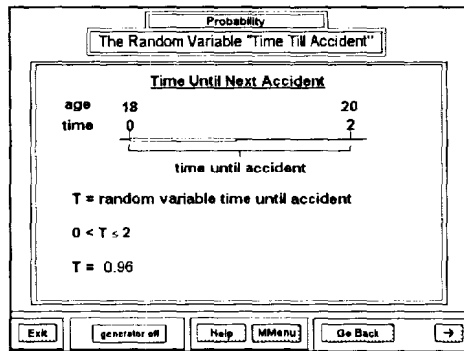 Probability
The Random Variable "Time Till Accident"
Time Until Next Accident
age 18 20
time 0 2
time until accident
T = random variable time until accident
0 < T ≤ 2
T = 0.96
Exit generator off Help MMenu Go Back →